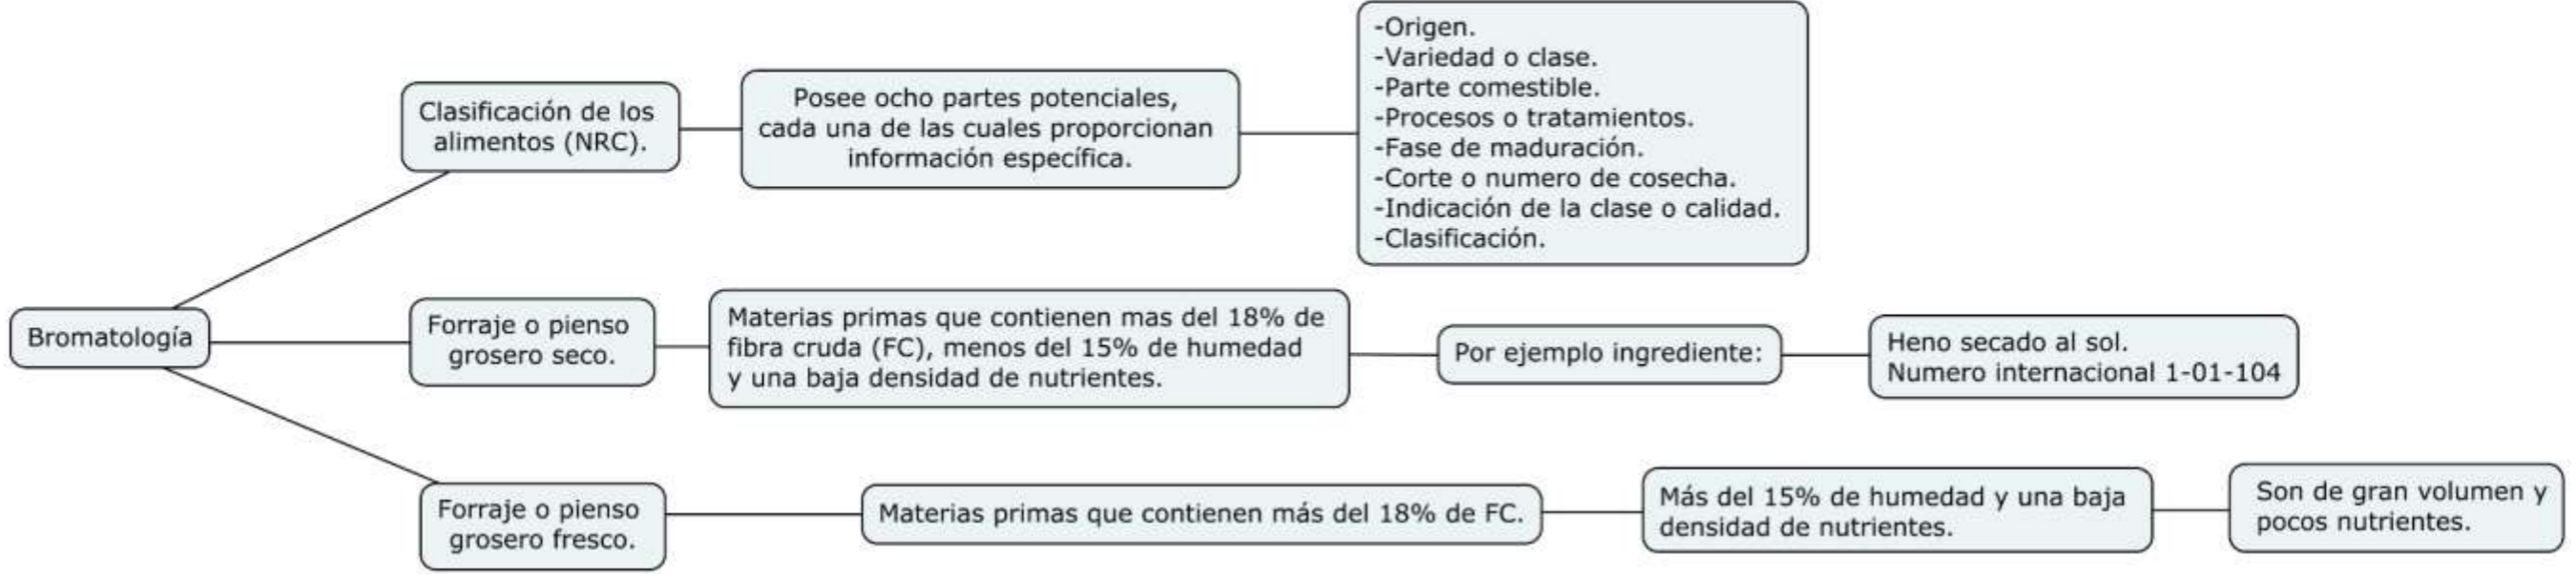 Bromatología
Clasificación de los
alimentos (NRC).
Posee ocho partes potenciales,
cada una de las cuales proporcionan
información específica.
-Origen.
-Variedad o clase.
-Parte comestible.
-Procesos o tratamientos.
-Fase de maduración.
-Corte o numero de cosecha.
-Indicación de la clase o calidad.
-Clasificación.
Forraje o pienso
grosero seco.
Materias primas que contienen mas del 18% de
fibra cruda (FC), menos del 15% de humedad
y una baja densidad de nutrientes.
Por ejemplo ingrediente:
Heno secado al sol.
Numero internacional 1-01-104
Forraje o pienso
grosero fresco.
Materias primas que contienen más del 18% de FC.
Más del 15% de humedad y una baja
densidad de nutrientes.
Son de gran volumen y
pocos nutrientes.